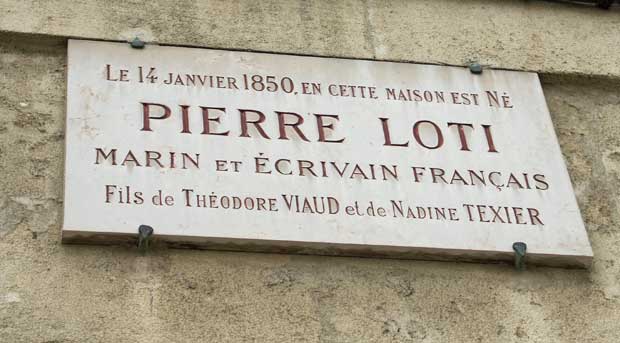 Le 14 janvier 1850, en cette maison est Né
PIERRE LOTI
MARIN et ÉCRIVAIN FRANÇAIS
Fils de Théodore VIAUD et de Nadine TEXIER